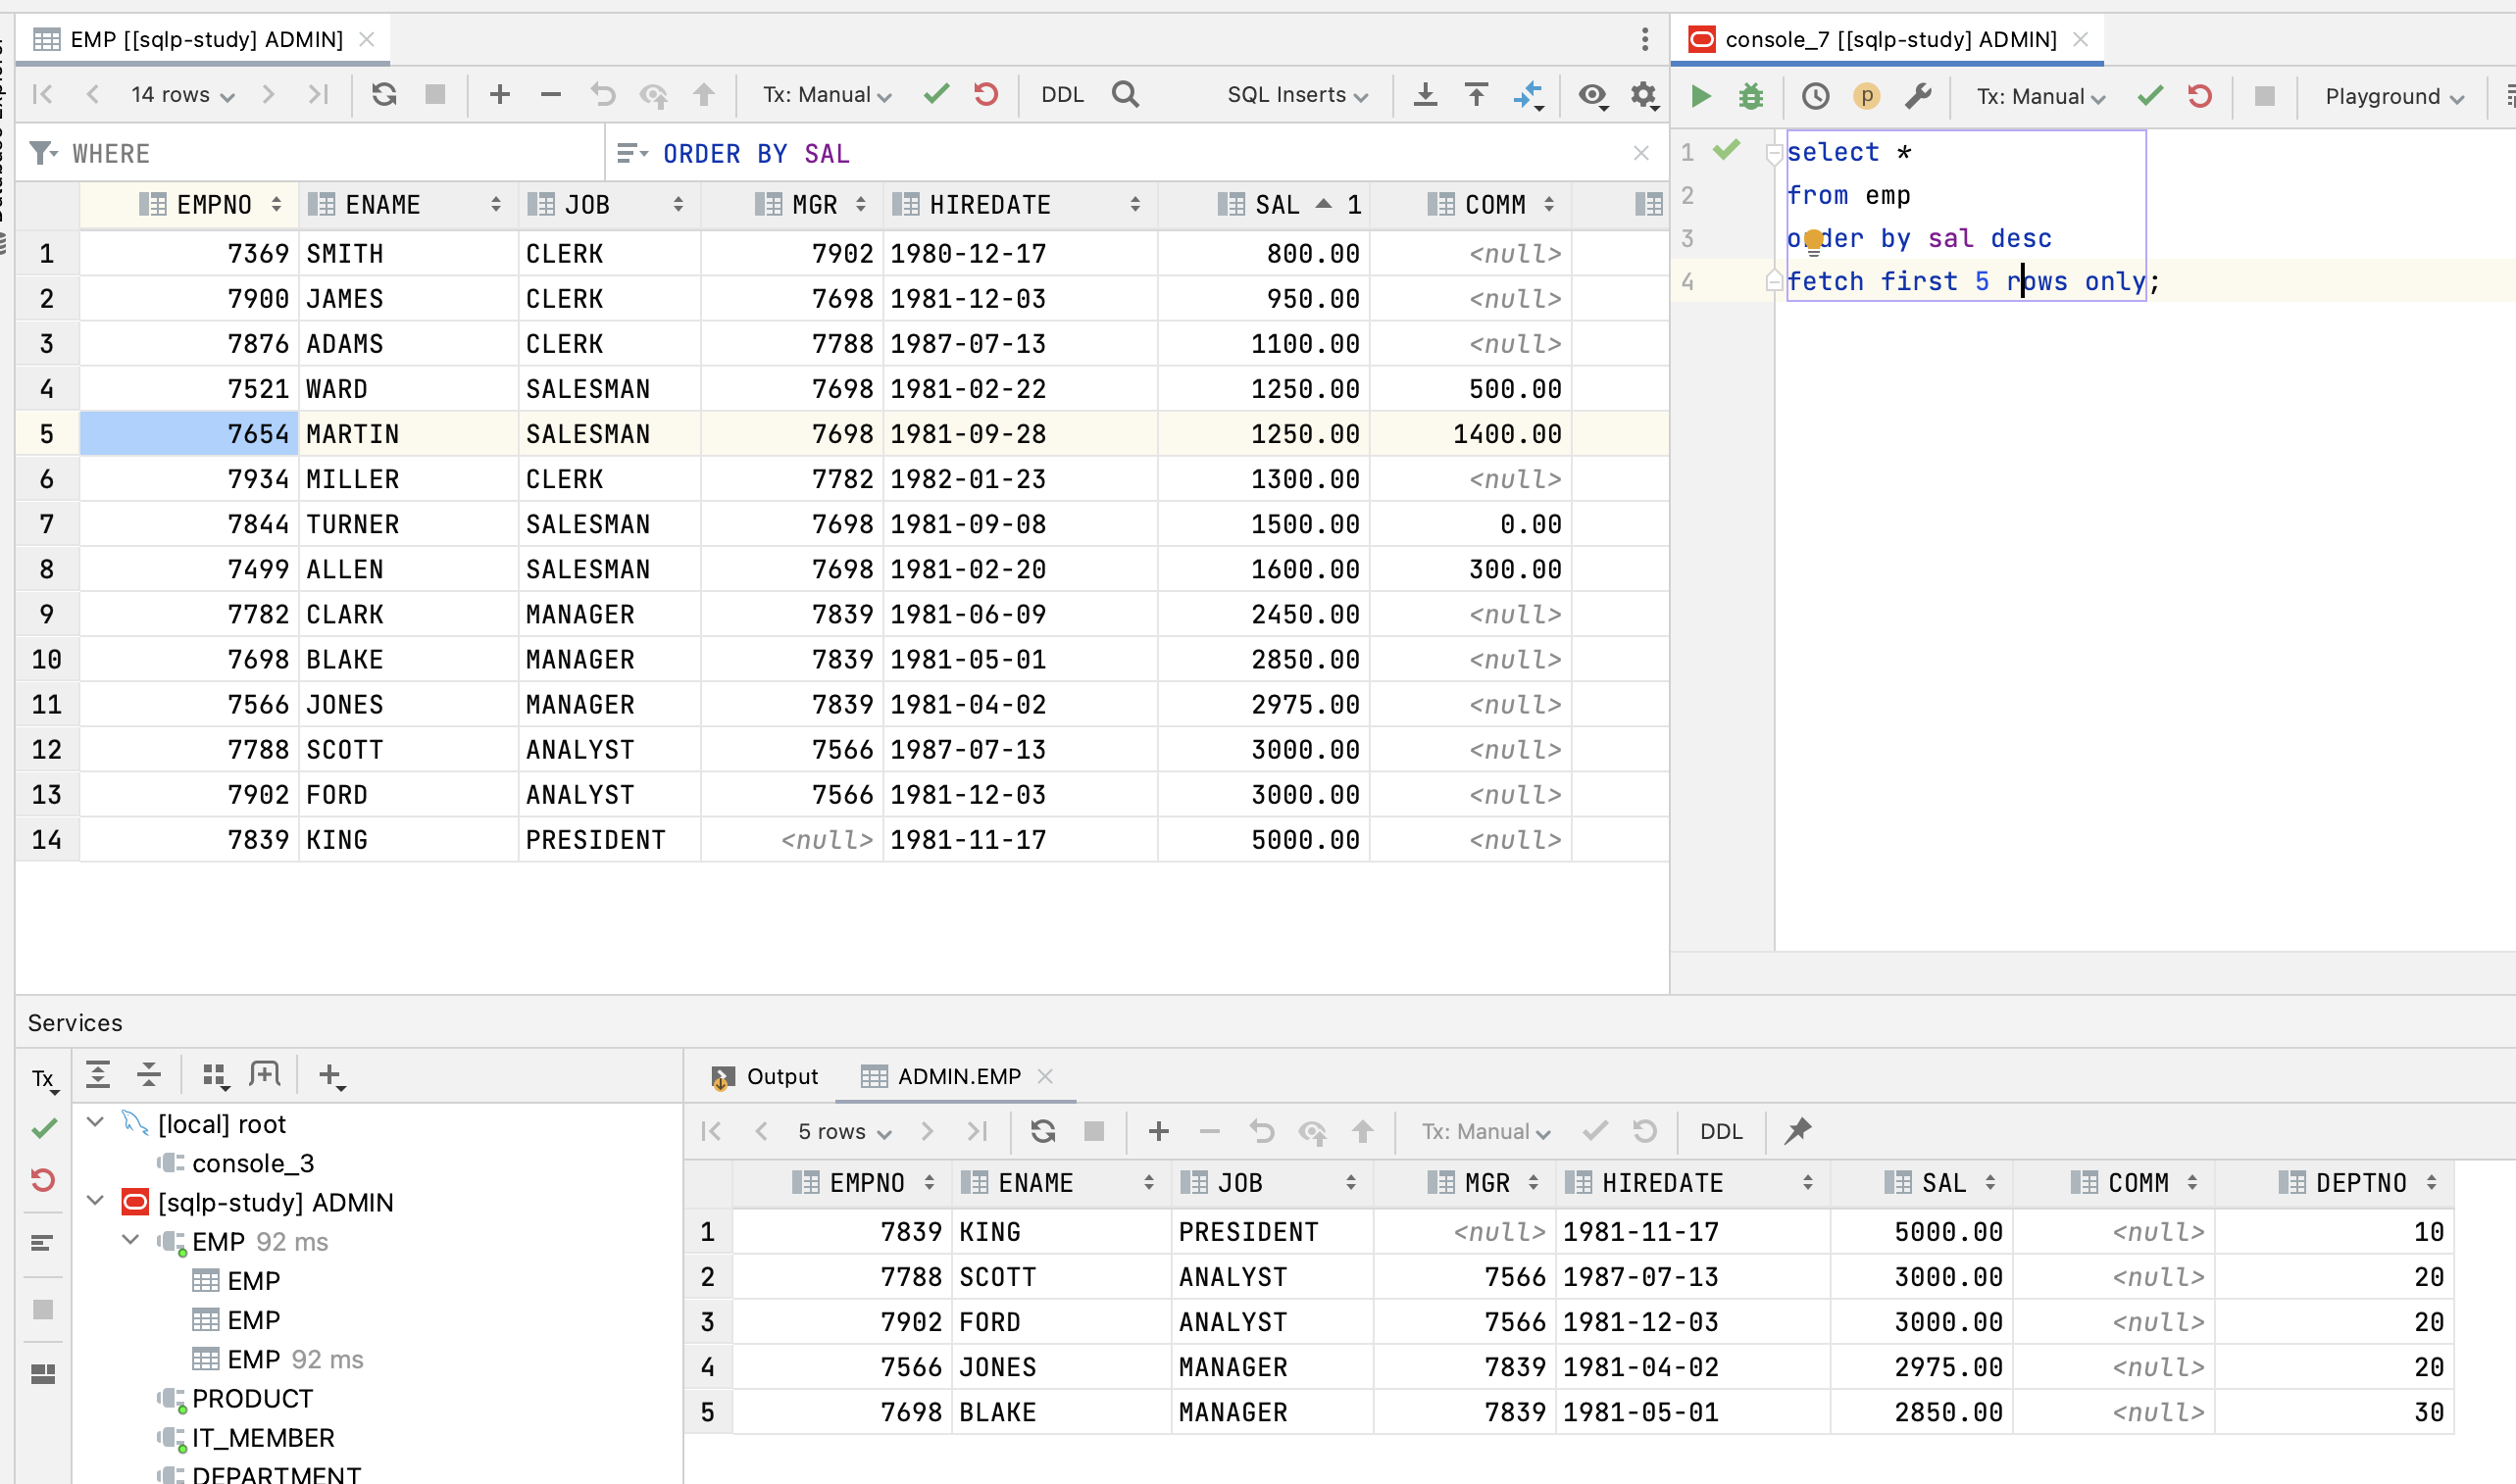 EMP [[sqlp-study] ADMIN]
14 rows
Tx: Manual
DDL
SQL Inserts
WHERE
ORDER BY SAL
EMPNO ENAME JOB MGR HIREDATE SAL 1 COMM
1 7369 SMITH CLERK 7902 1980-12-17 800.00 <null>
2 7900 JAMES CLERK 7698 1981-12-03 950.00 <null>
3 7876 ADAMS CLERK 7788 1987-07-13 1100.00 <null>
4 7521 WARD SALESMAN 7698 1981-02-22 1250.00 500.00
5 7654 MARTIN SALESMAN 7698 1981-09-28 1250.00 1400.00
6 7934 MILLER CLERK 7782 1982-01-23 1300.00 <null>
7 7844 TURNER SALESMAN 7698 1981-09-08 1500.00 0.00
8 7499 ALLEN SALESMAN 7698 1981-02-20 1600.00 300.00
9 7782 CLARK MANAGER 7839 1981-06-09 2450.00 <null>
10 7698 BLAKE MANAGER 7839 1981-05-01 2850.00 <null>
11 7566 JONES MANAGER 7839 1981-04-02 2975.00 <null>
12 7788 SCOTT ANALYST 7566 1987-07-13 3000.00 <null>
13 7902 FORD ANALYST 7566 1981-12-03 3000.00 <null>
14 7839 KING PRESIDENT <null> 1981-11-17 5000.00 <null>
console_7 [[sqlp-study] ADMIN]
p
Tx: Manual
Playground
1 select *
2 from emp
3 order by sal desc
4 fetch first 5 rows only;
Services
Tx
[local] root
console_3
[sqlp-study] ADMIN
EMP 92 ms
EMP
EMP
EMP 92 ms
PRODUCT
IT_MEMBER
DEPARTMENT
Output
ADMIN.EMP
5 rows
Tx: Manual
DDL
EMPNO ENAME JOB MGR HIREDATE SAL COMM DEPTNO
1 7839 KING PRESIDENT <null> 1981-11-17 5000.00 <null> 10
2 7788 SCOTT ANALYST 7566 1987-07-13 3000.00 <null> 20
3 7902 FORD ANALYST 7566 1981-12-03 3000.00 <null> 20
4 7566 JONES MANAGER 7839 1981-04-02 2975.00 <null> 20
5 7698 BLAKE MANAGER 7839 1981-05-01 2850.00 <null> 30